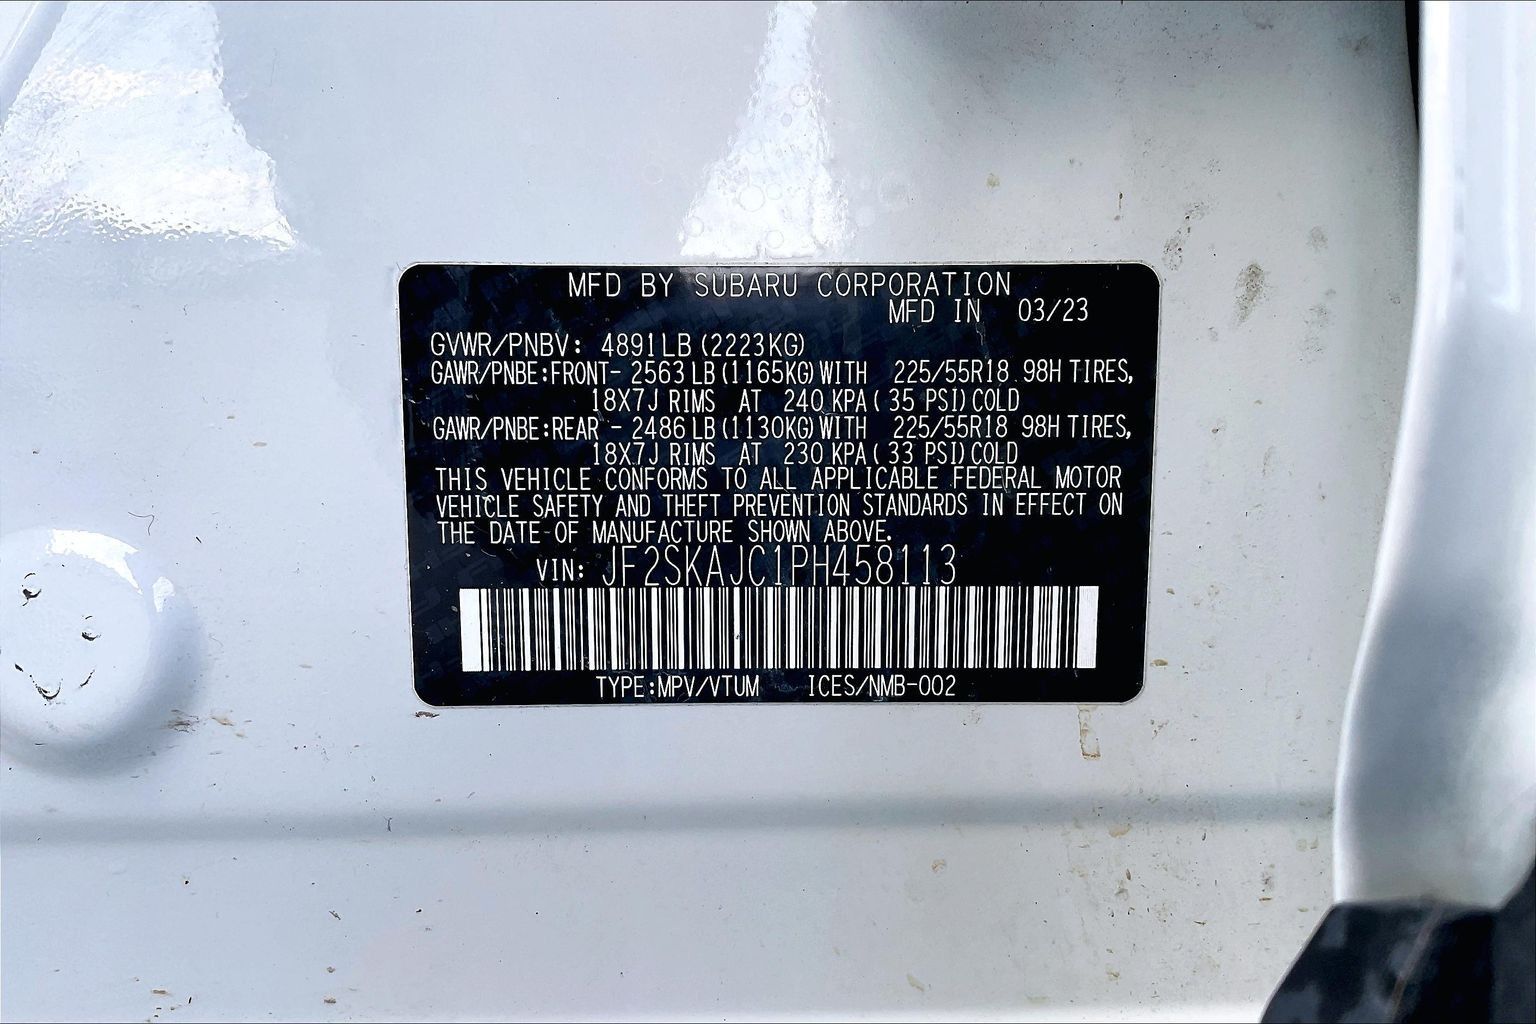 MFD BY SUBARU CORPORATION
MFD IN 03/23
GVWR/PNBV: 4891LB (2223KG)
GAWR/PNBE:FRONT- 2563 LB (1165KG) WITH 225/55R18 98H TIRES,
18X7J RIMS AT 240 KPA ( 35 PSI) COLD
GAWR/PNBE:REAR - 2486 LB (1130KG) WITH 225/55R18 98H TIRES,
18X7J RIMS AT 230 KPA ( 33 PSI) COLD
THIS VEHICLE CONFORMS TO ALL APPLICABLE FEDERAL MOTOR
VEHICLE SAFETY AND THEFT PREVENTION STANDARDS IN EFFECT ON
THE DATE OF MANUFACTURE SHOWN ABOVE.
VIN: JF2SKAJC1PH458113
TYPE:MPV/VTUM ICES/NMB-002